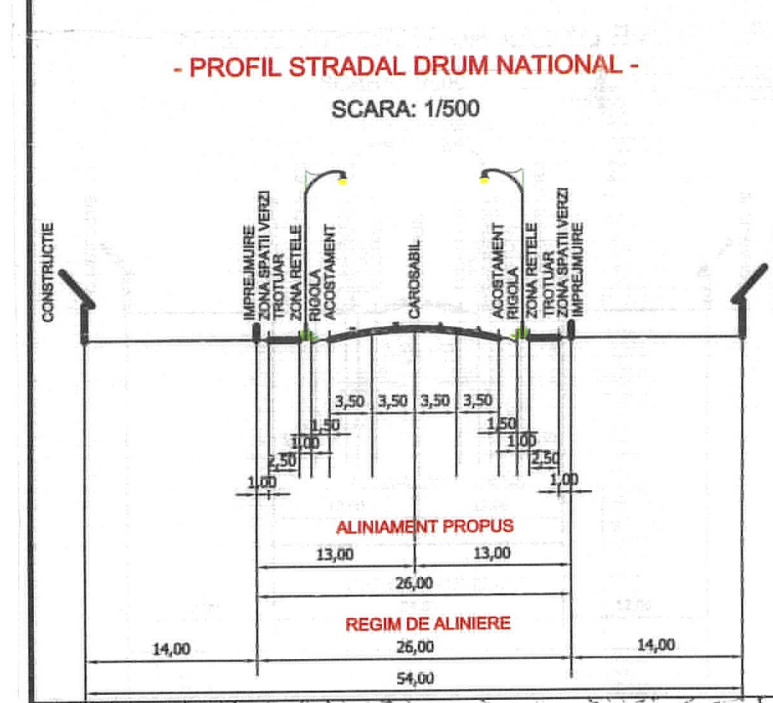 - PROFIL STRADAL DRUM NATIONAL -
SCARA: 1/500
CONSTRUCTIE
IMPREJMUIRE
ZONA SPATII VERZI
TROTUAR
ZONA RETELE
RIGOLA
ACOSTAMENT
CAROSABIL
ACOSTAMENT
RIGOLA
ZONA RETELE
TROTUAR
ZONA SPATII VERZI
IMPREJMUIRE
3,50 3,50 3,50 3,50
1,50 1,50
1,00 1,00
2,50 2,50
1,00 1,00
ALINIAMENT PROPUS
13,00 13,00
26,00
REGIM DE ALINIERE
14,00 26,00 14,00
54,00